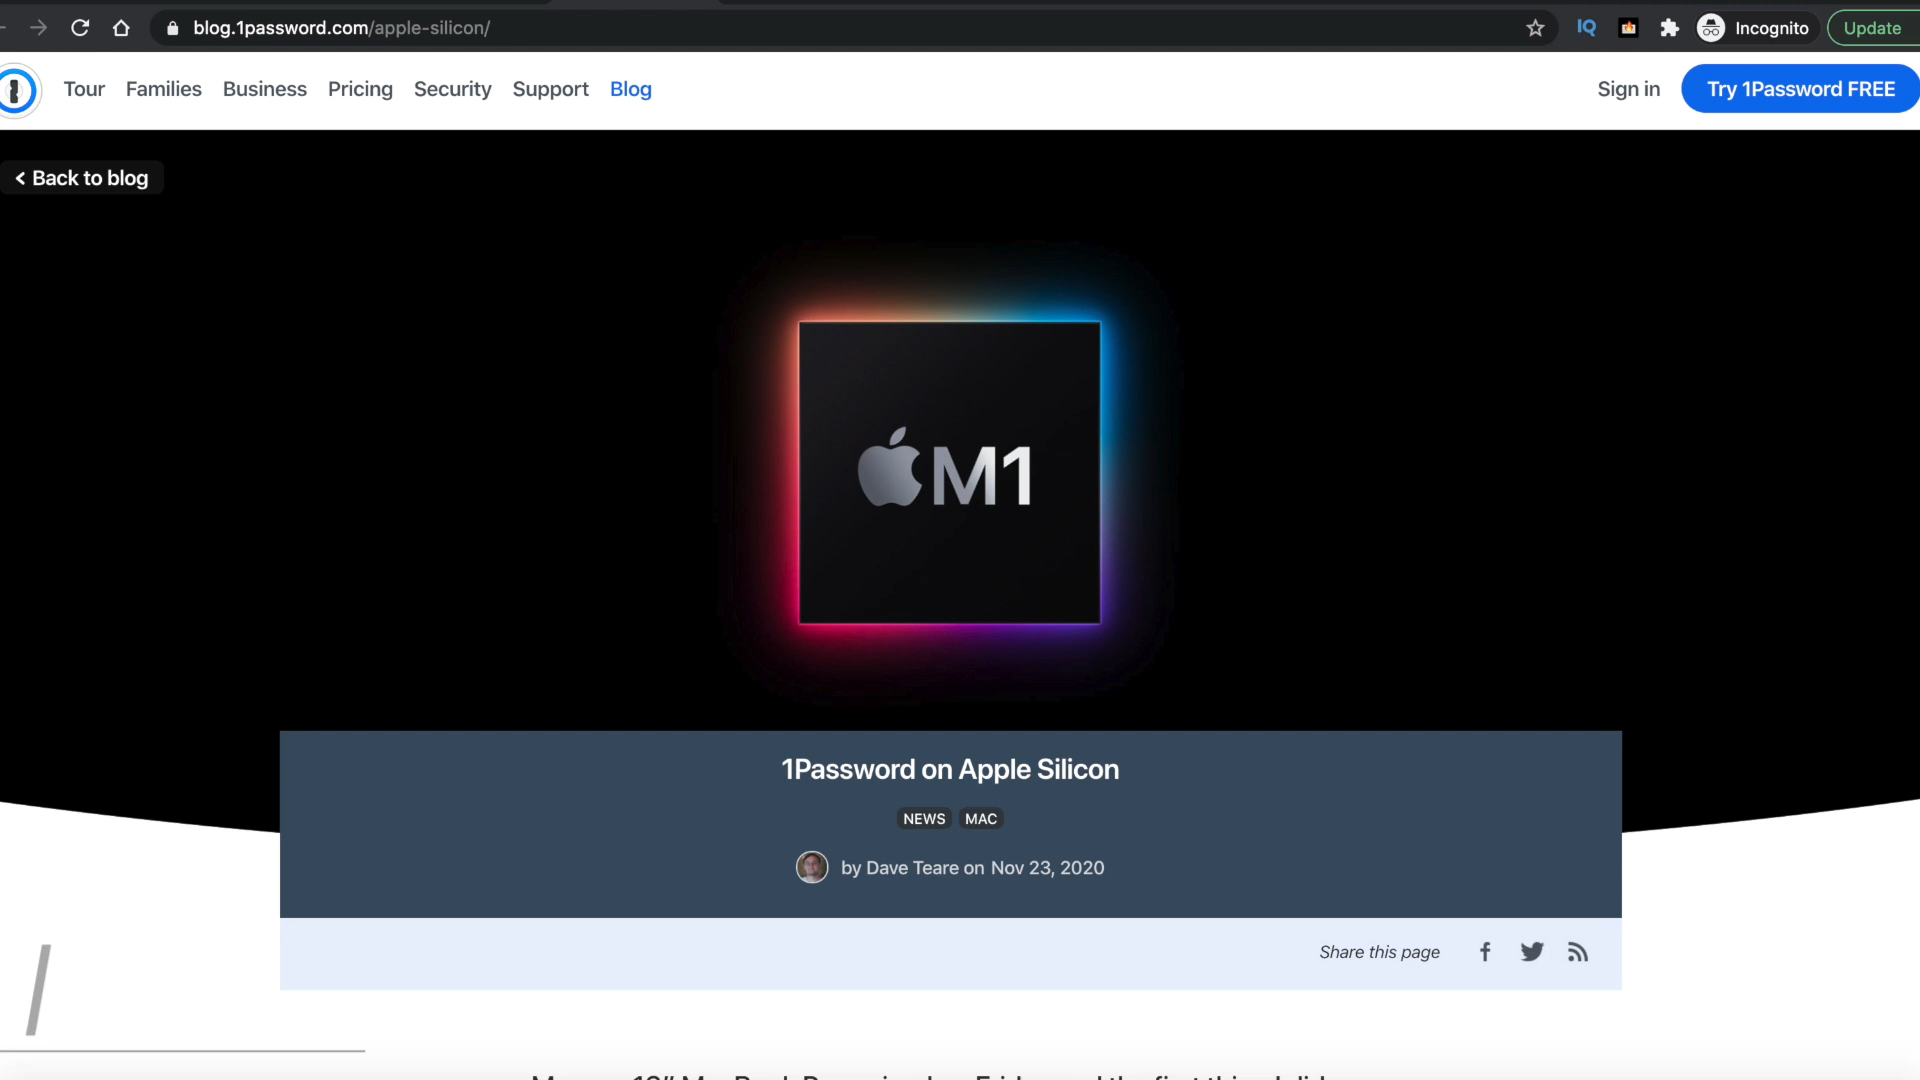 blog.1password.com/apple-silicon/
IQ
Incognito
Update
Tour Families Business Pricing Security Support Blog
Sign in
Try 1Password FREE
Back to blog
M1
1Password on Apple Silicon
NEWS MAC
by Dave Teare on Nov 23, 2020
Share this page
/